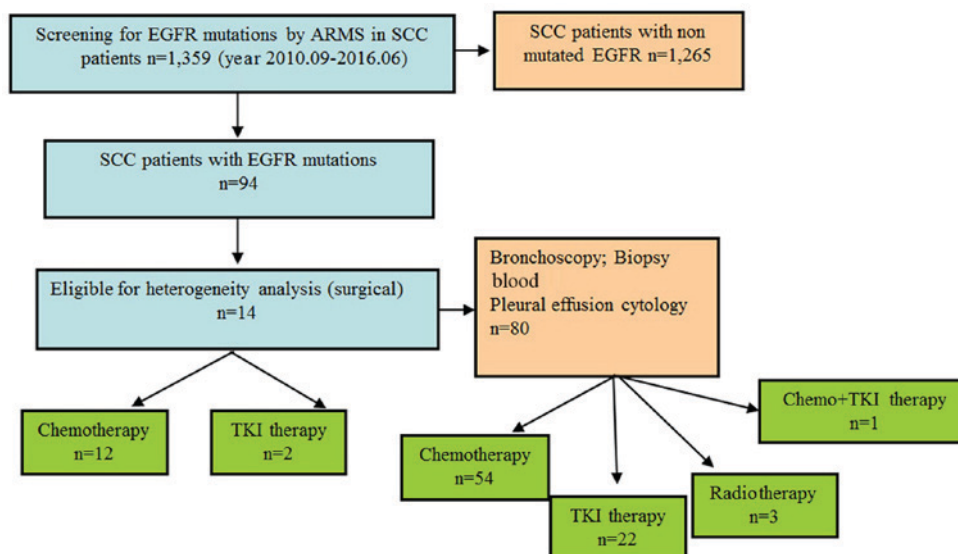 Screening for EGFR mutations by ARMS in SCC
patients n=1,359 (year 2010.09-2016.06)
SCC patients with non
mutated EGFR n=1,265
SCC patients with EGFR mutations
n=94
Eligible for heterogeneity analysis (surgical)
n=14
Bronchoscopy; Biopsy
blood
Pleural effusion cytology
n=80
Chemotherapy
n=12
TKI therapy
n=2
Chemotherapy
n=54
TKI therapy
n=22
Radiotherapy
n=3
Chemo+TKI therapy
n=1